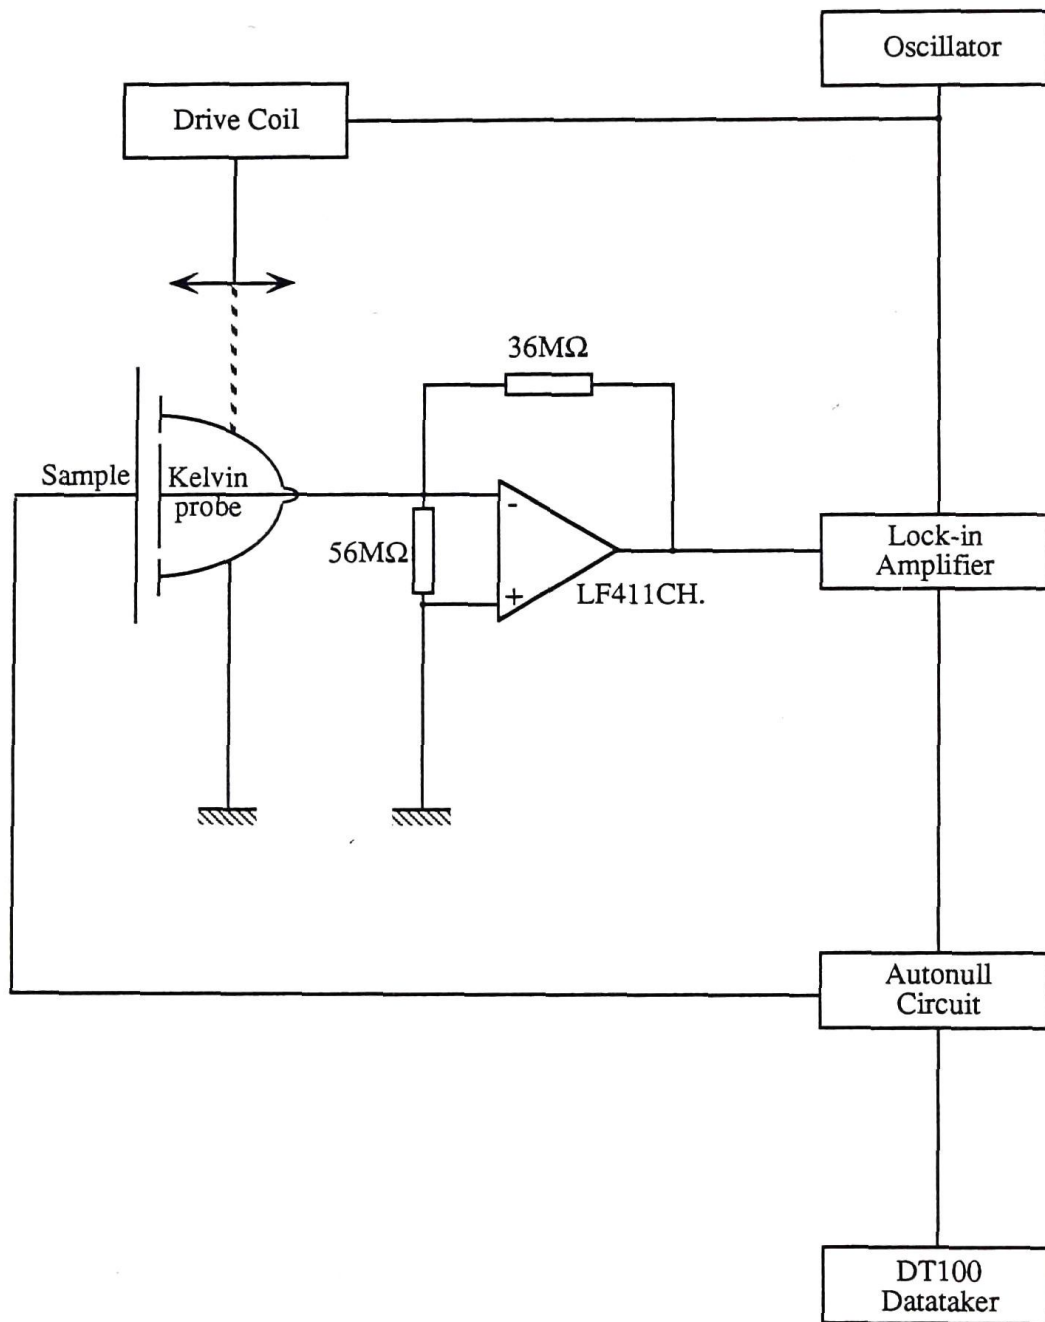 Oscillator
Drive Coil
36MΩ
Sample
Kelvin
probe
-
56MΩ
+
LF411CH.
Lock-in
Amplifier
Autonull
Circuit
DT100
Datataker